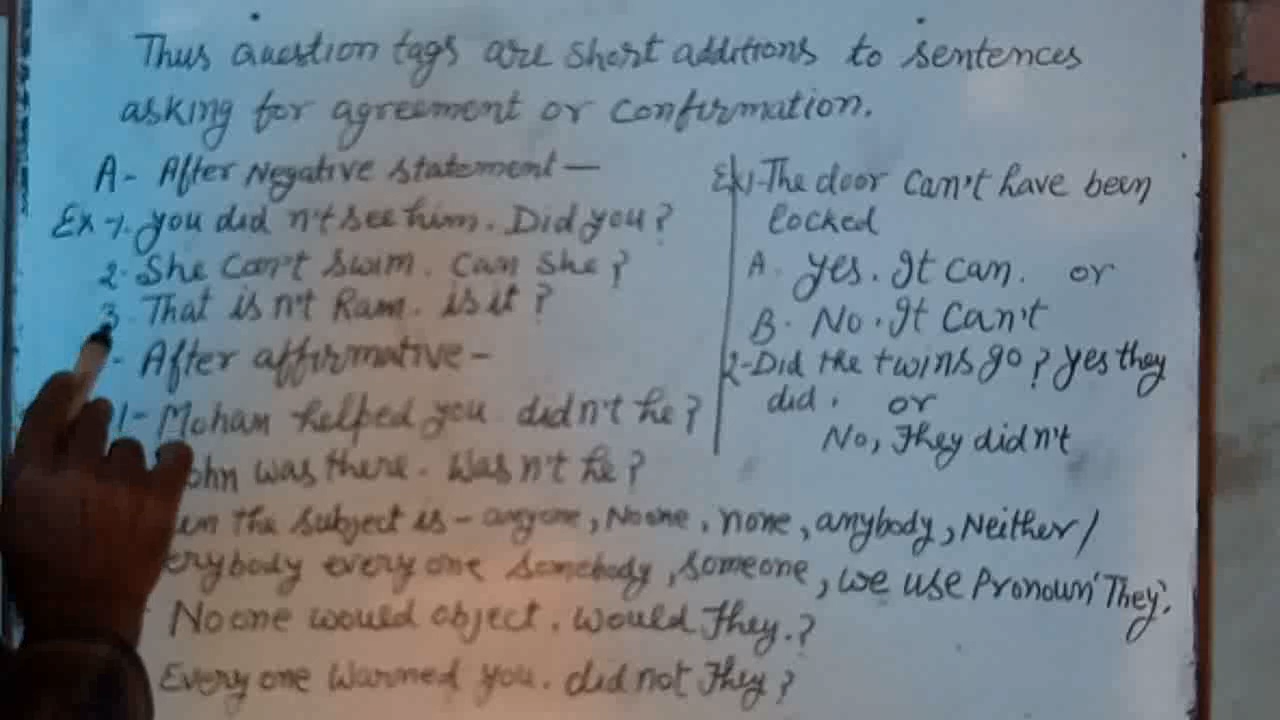 Thus question tags are short additions to sentences
asking for agreement or confirmation.
A - After Negative statement —
Ex 1. you did n't see him. Did you?
2. She can't swim. can she?
3. That is n't Ram. is it?
- After affirmative -
1- Mohan helped you didn't he?
ohn was there. Was n't he?
the subject is - anyone, No one, none, anybody, Neither /
erybody every one somebody, someone, we use Pronoun 'They'.
No one would object. would They.?
Every one warned you. did not They?
Ex 1- The door can't have been
locked
A. yes. It can. or
B. No. It can't
2- Did the twins go? yes they
did. or
No, They didn't